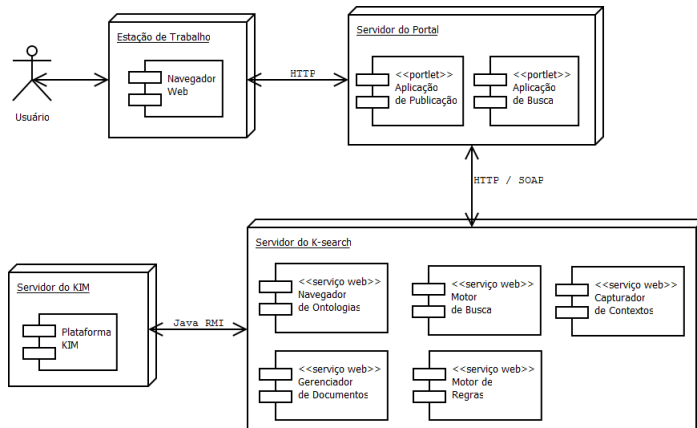 Estação de Trabalho
Navegador
Web
Usuário
HTTP
Servidor do Portal
<<portlet>>
Aplicação
de Publicação
<<portlet>>
Aplicação
de Busca
HTTP / SOAP
Servidor do K-search
<<serviço web>>
Navegador
de Ontologias
<<serviço web>>
Motor
de Busca
<<serviço web>>
Capturador
de Contextos
<<serviço web>>
Gerenciador
de Documentos
<<serviço web>>
Motor de
Regras
Java RMI
Servidor do KIM
Plataforma
KIM